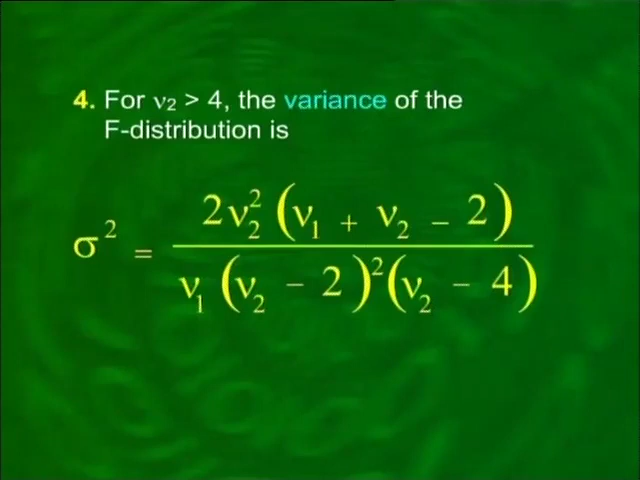 4. For ν₂ > 4, the variance of the
F-distribution is
σ² = 2ν₂²(ν₁ + ν₂ − 2) / ν₁(ν₂ − 2)²(ν₂ − 4)